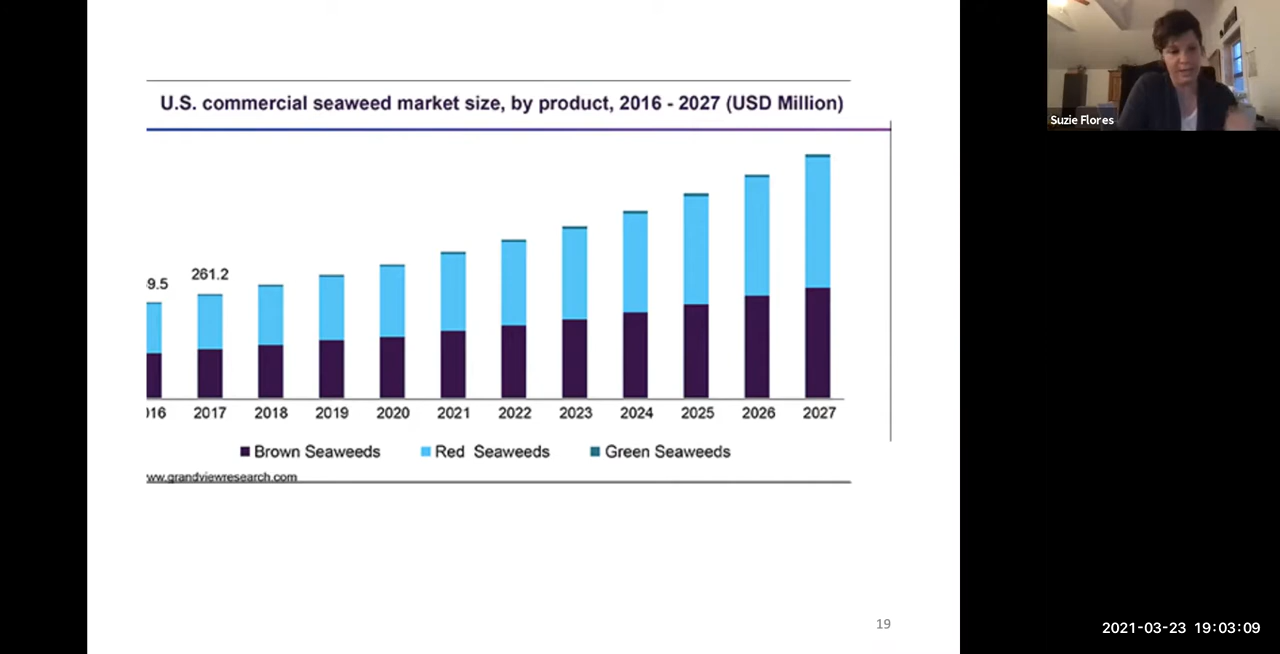 U.S. commercial seaweed market size, by product, 2016 - 2027 (USD Million)
Suzie Flores
9.5
261.2
016 2017 2018 2019 2020 2021 2022 2023 2024 2025 2026 2027
Brown Seaweeds Red Seaweeds Green Seaweeds
ww.grandviewresearch.com
19
2021-03-23 19:03:09